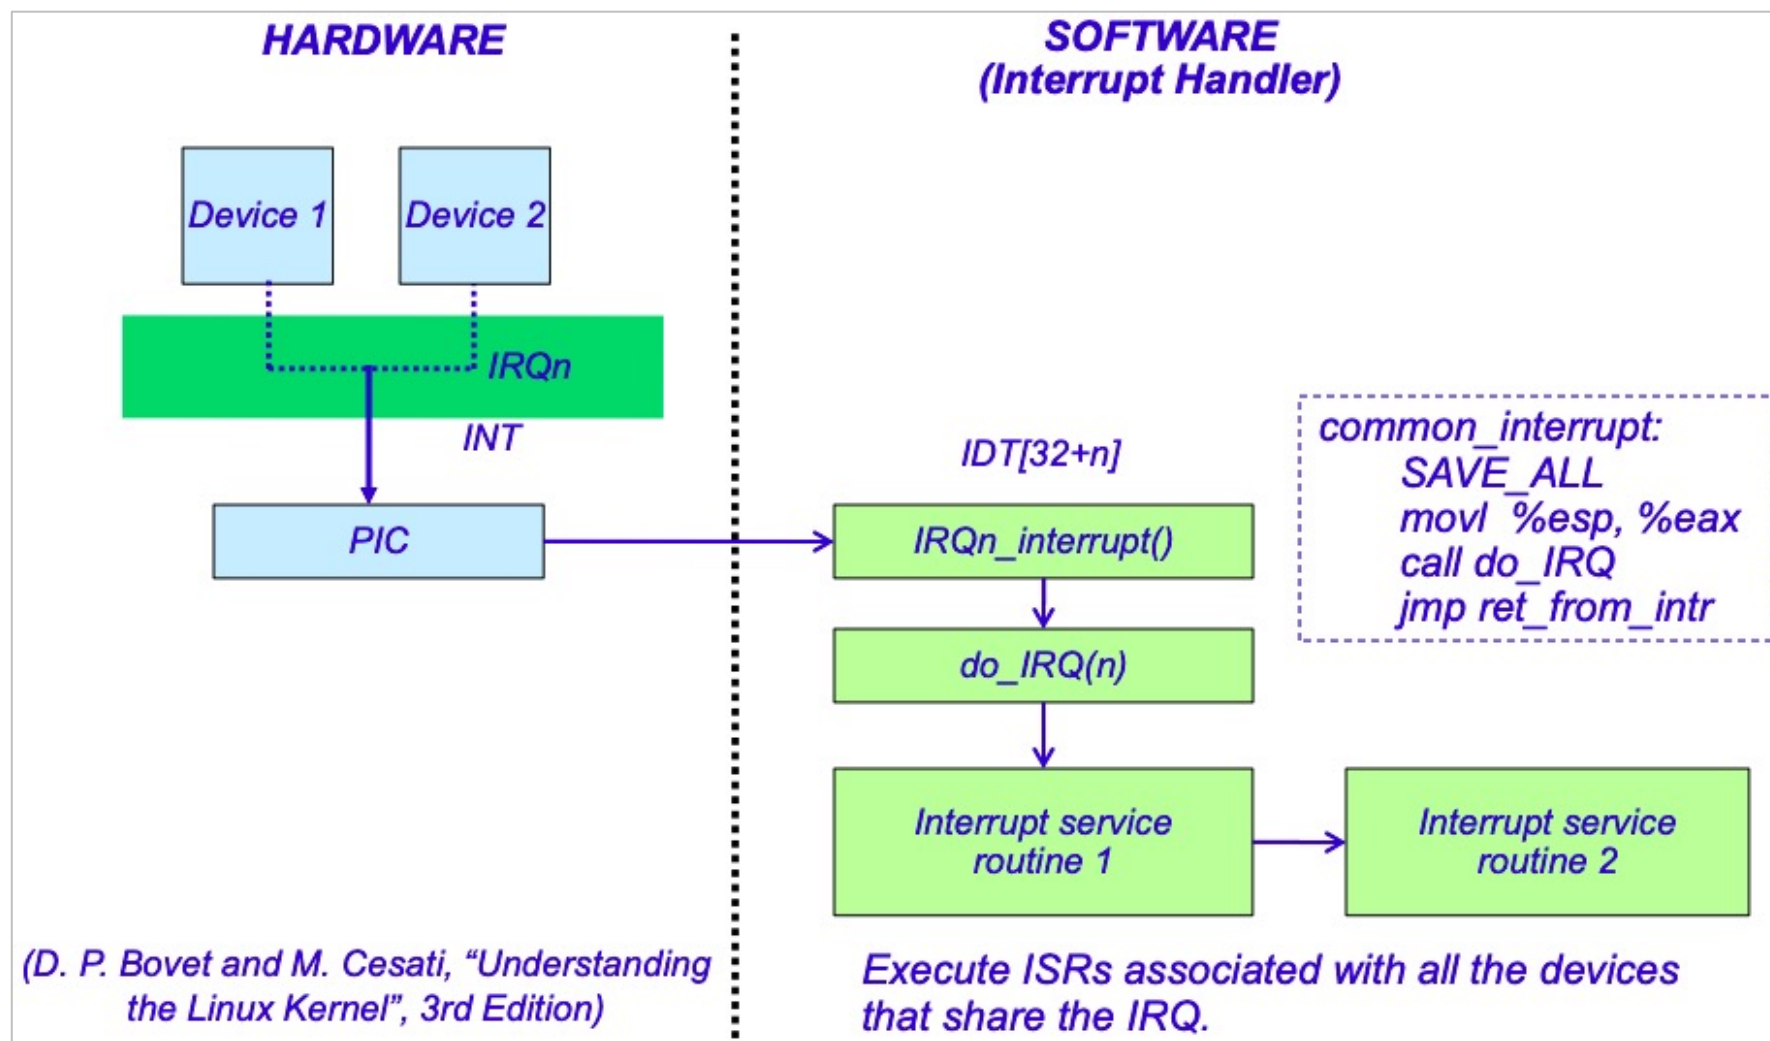 HARDWARE
SOFTWARE
(Interrupt Handler)
Device 1
Device 2
IRQn
INT
PIC
IDT[32+n]
IRQn_interrupt()
do_IRQ(n)
common_interrupt:
SAVE_ALL
movl %esp, %eax
call do_IRQ
jmp ret_from_intr
Interrupt service
routine 1
Interrupt service
routine 2
(D. P. Bovet and M. Cesati, “Understanding
the Linux Kernel”, 3rd Edition)
Execute ISRs associated with all the devices
that share the IRQ.